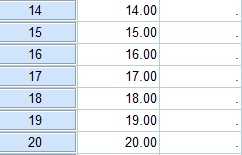 14 14.00 .
15 15.00 .
16 16.00 .
17 17.00 .
18 18.00 .
19 19.00 .
20 20.00 .